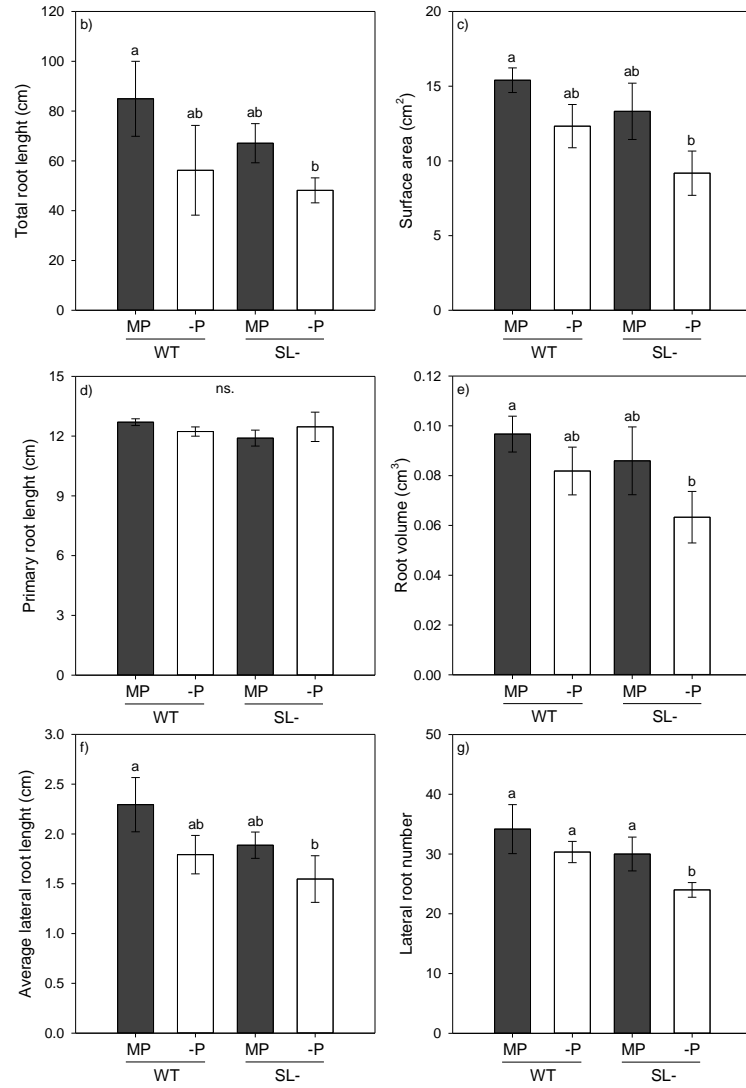 b)
Total root lenght (cm)
120
100
80
60
40
20
0
a
ab
ab
b
MP -P MP -P
WT SL-
c)
Surface area (cm²)
20
15
10
5
0
a
ab
ab
b
MP -P MP -P
WT SL-
d)
ns.
Primary root lenght (cm)
15
12
9
6
3
0
MP -P MP -P
WT SL-
e)
Root volume (cm³)
0.12
0.10
0.08
0.06
0.04
0.02
0.00
a
ab
ab
b
MP -P MP -P
WT SL-
f)
Average lateral root lenght (cm)
3.0
2.5
2.0
1.5
1.0
0.5
0.0
a
ab
ab
b
MP -P MP -P
WT SL-
g)
Lateral root number
50
40
30
20
10
0
a
a
a
b
MP -P MP -P
WT SL-